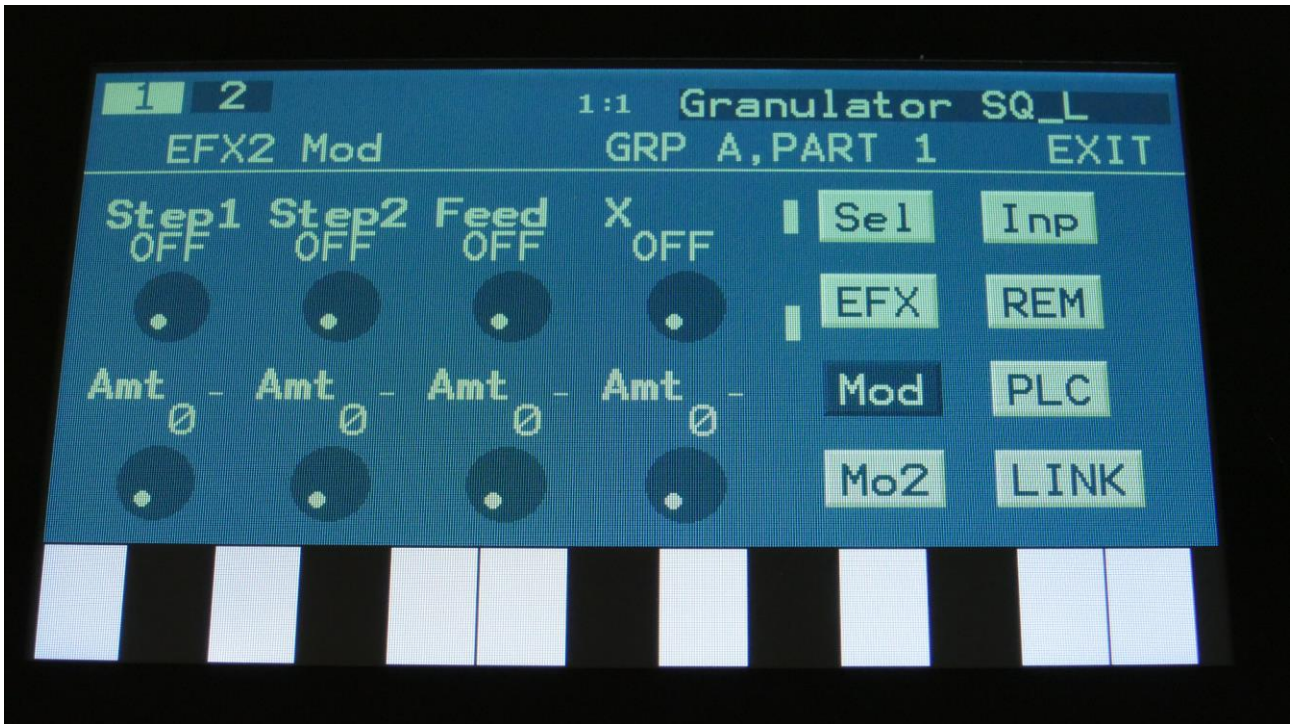 1 2 1:1 Granulator SQ_L
EFX2 Mod GRP A,PART 1 EXIT
Step1 Step2 Feed X Sel Inp
OFF OFF OFF OFF
EFX REM
Amt - Amt - Amt - Amt - Mod PLC
0 0 0 0
Mo2 LINK